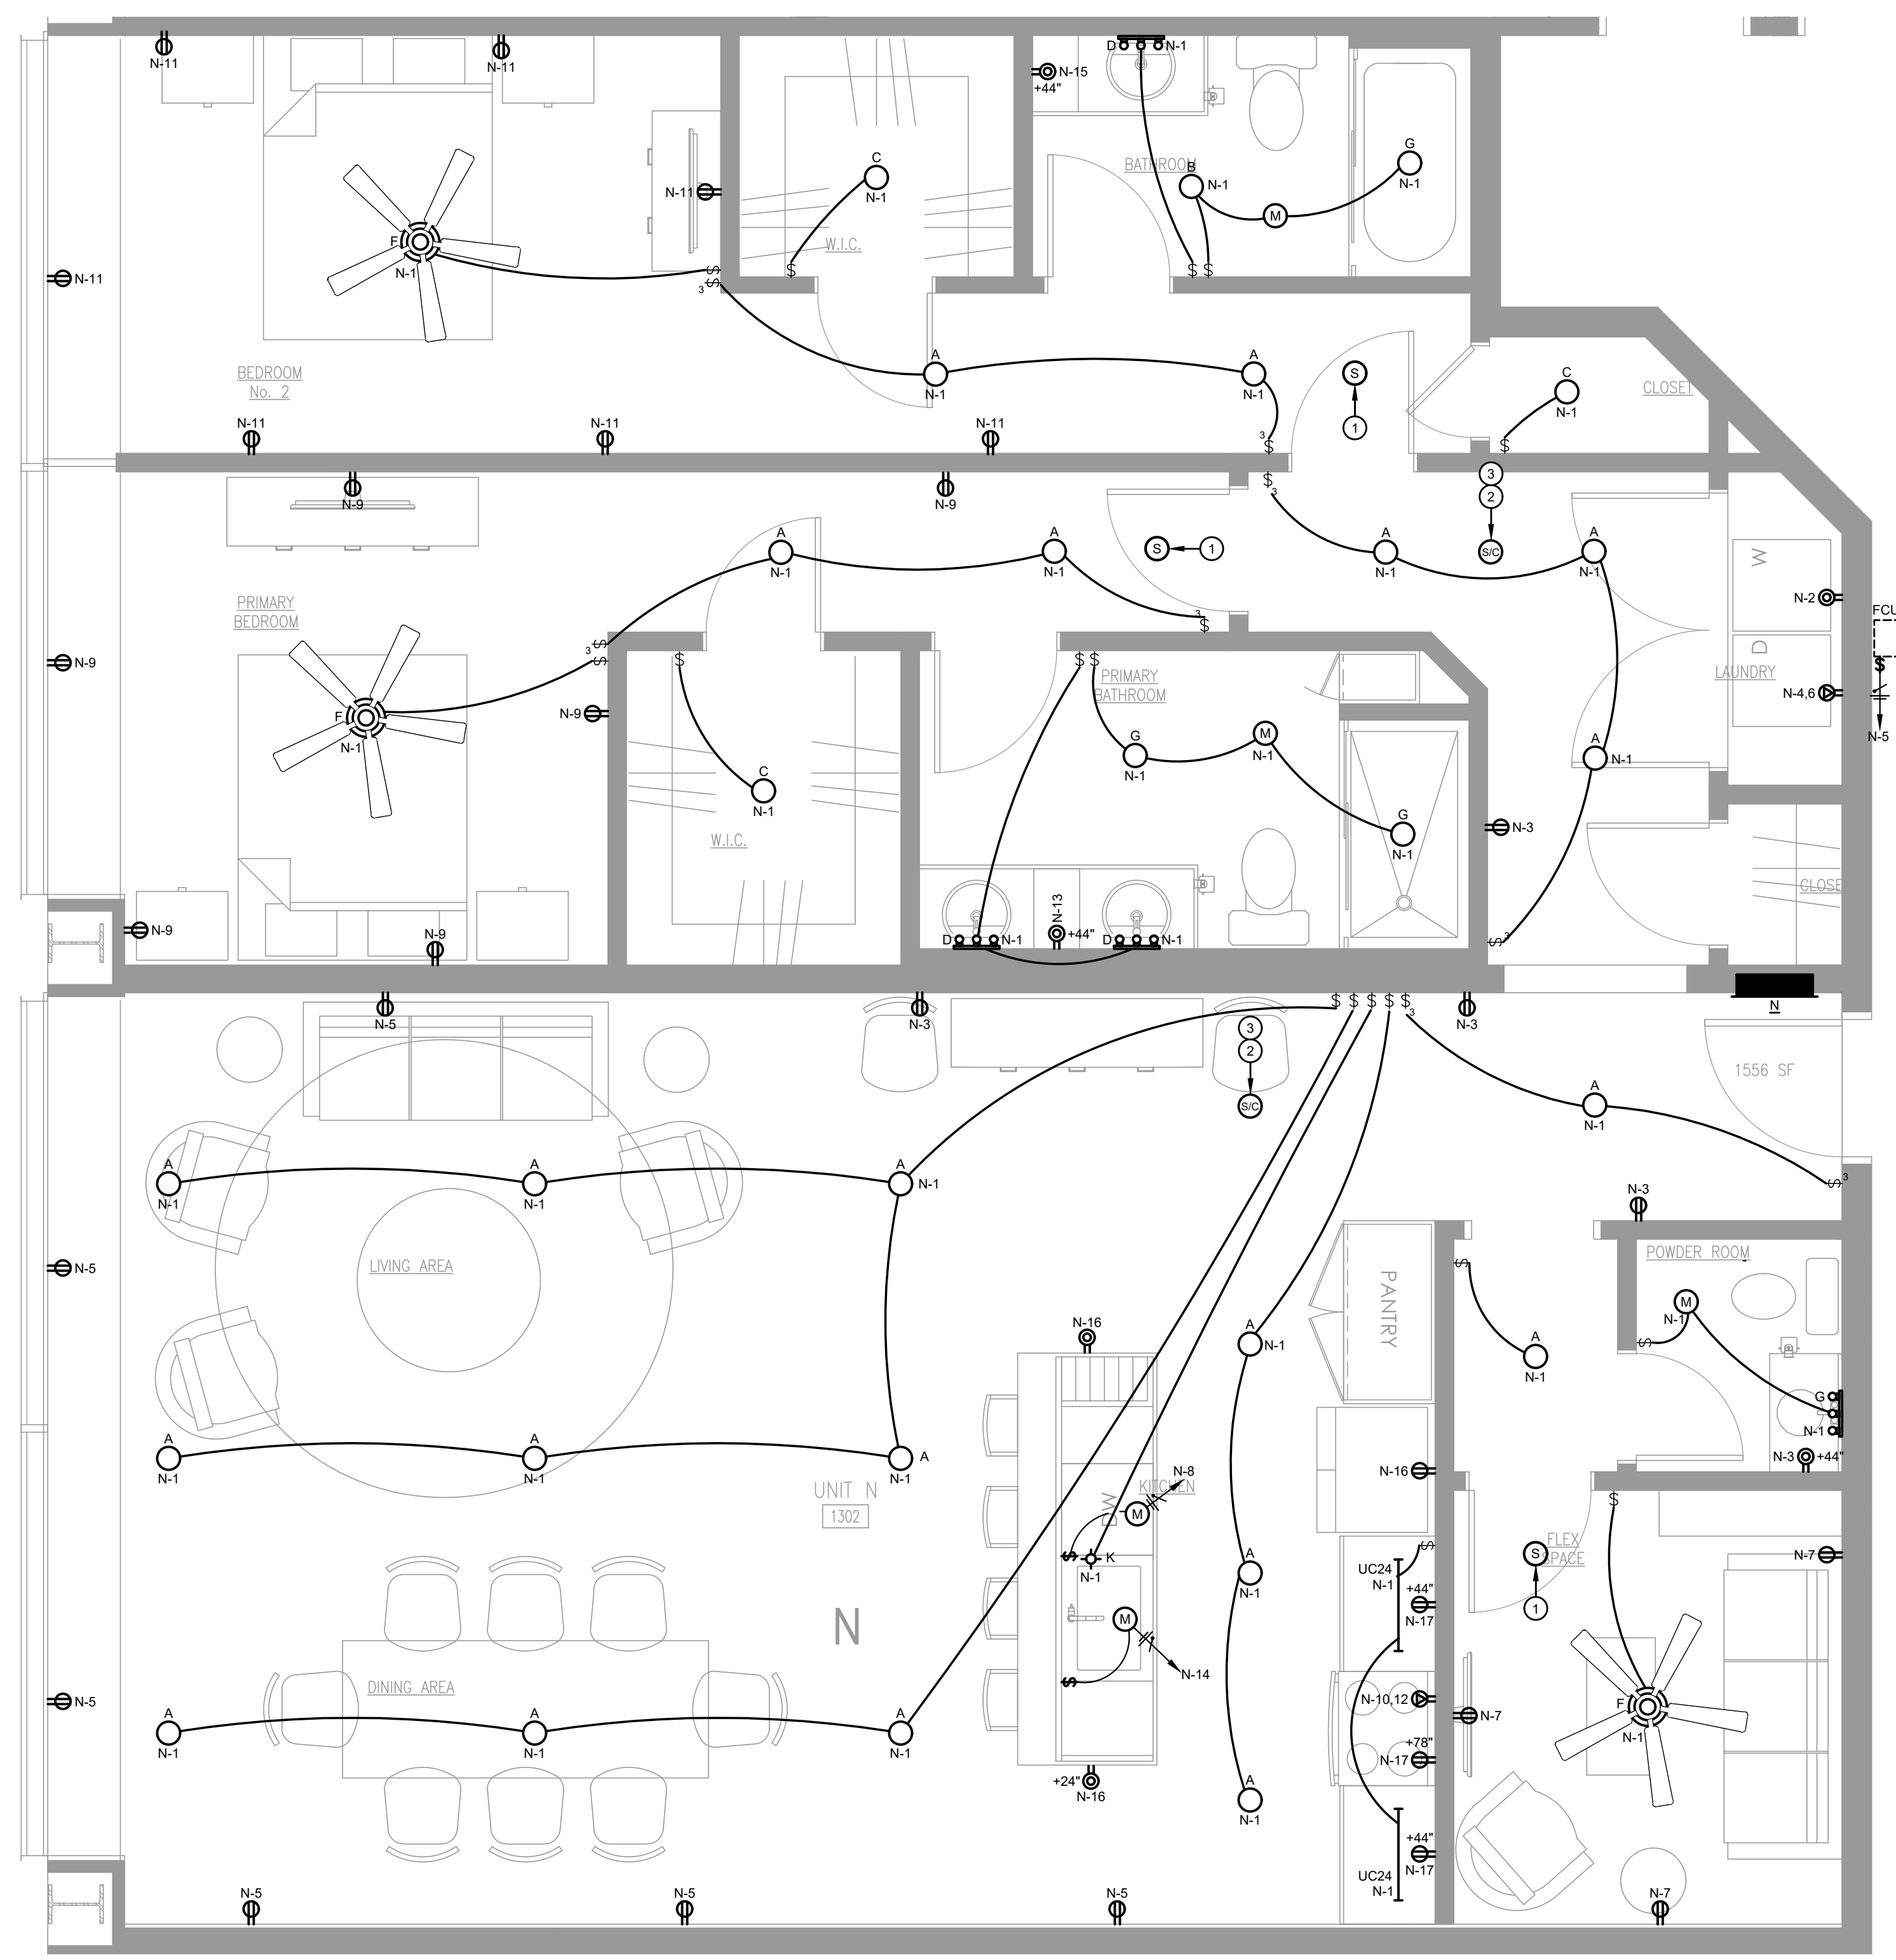 N-11
N-11
D
N-1
N-15
+44"
C
N-1
W.I.C.
BATHROOM
B
N-1
G
N-1
M
N-11
F
N-1
N-11
$
$
$
$
$
3
BEDROOM
No. 2
A
N-1
A
N-1
S
1
C
N-1
CLOSET
N-11
N-11
N-11
3
$
$
N-9
N-9
$
3
3
2
S/C
A
N-1
A
N-1
S
1
A
N-1
A
N-1
W
N-2
FCU
PRIMARY
BEDROOM
3
$
3
$
$
N-9
$
$
$
PRIMARY
BATHROOM
D
LAUNDRY
N-4,6
$
N-5
F
N-1
N-9
G
N-1
M
N-1
A
N-1
C
N-1
W.I.C.
G
N-1
N-3
CLOSE
N-9
N-9
D
N-1
N-13
+44"
D
N-1
$
3
N-5
N-3
$
$
$
$
$
3
N-3
N
3
2
S/C
1556 SF
A
N-1
A
N-1
A
N-1
A
N-1
$
3
N-3
LIVING AREA
N-5
POWDER ROOM
$
M
N-1
$
PANTRY
N-16
A
N-1
A
N-1
G
N-1
N-3
+44"
A
N-1
A
N-1
A
N-1
UNIT N
1302
KITCHEN
N-8
DW
M
N-16
$
$
K
N-1
A
N-1
UC24
N-1
$
+44"
N-17
FLEX
SPACE
S
1
N-7
N
M
N-14
$
DINING AREA
N-5
A
N-1
A
N-1
A
N-1
N-10,12
N-7
F
N-1
+78"
N-17
+24"
N-16
A
N-1
+44"
N-17
UC24
N-1
N-5
N-5
N-5
N-7